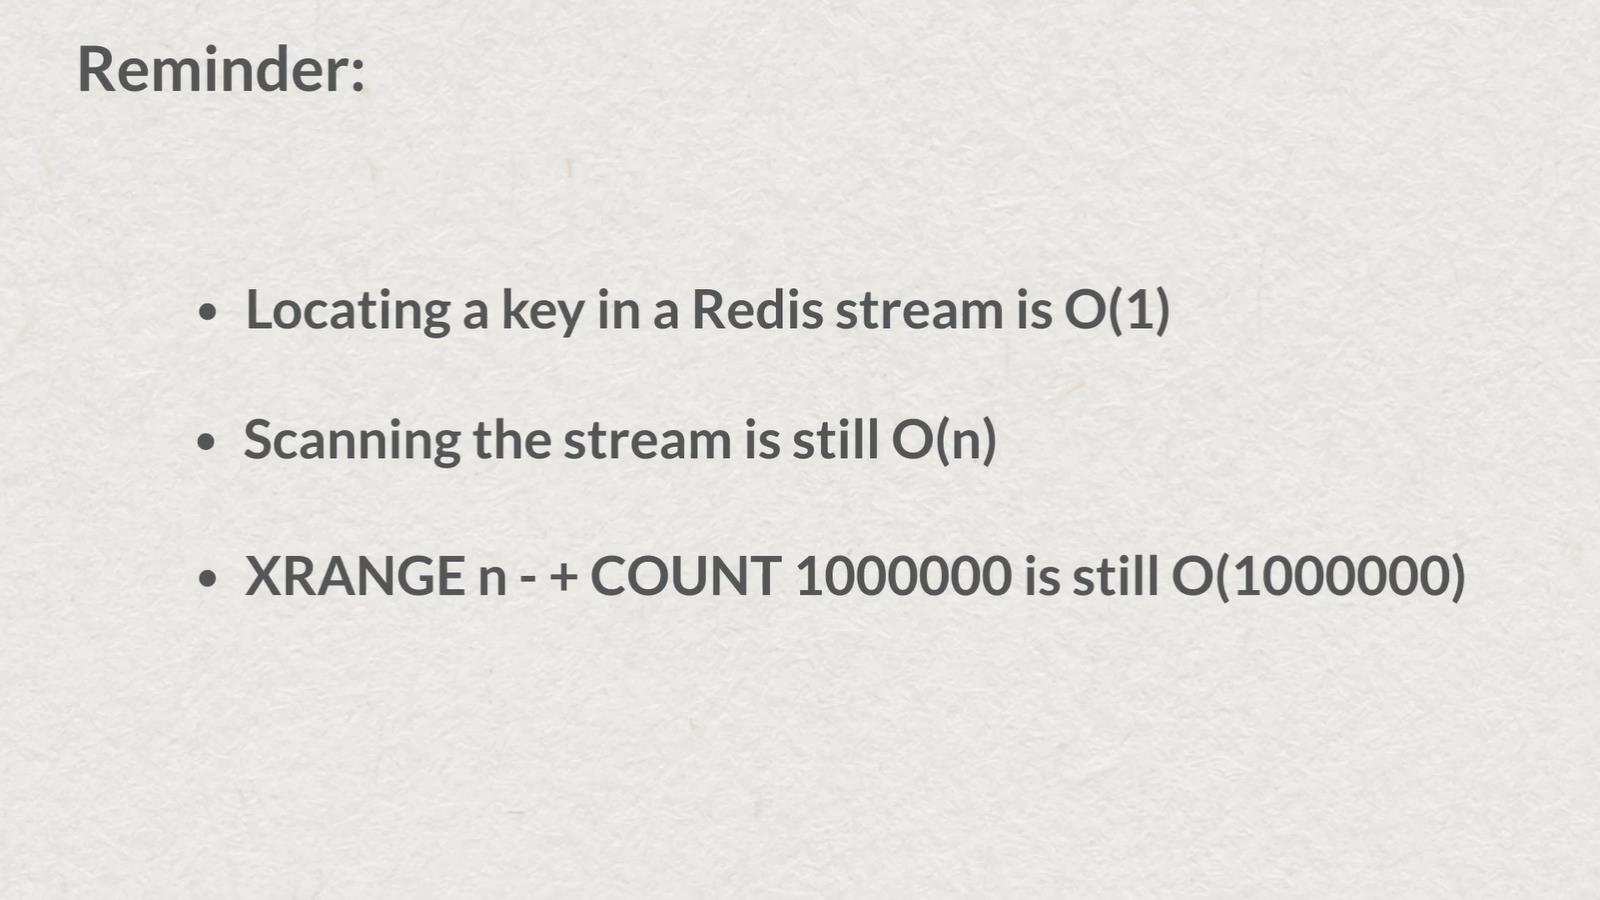 Reminder:
• Locating a key in a Redis stream is O(1)
• Scanning the stream is still O(n)
• XRANGE n - + COUNT 1000000 is still O(1000000)